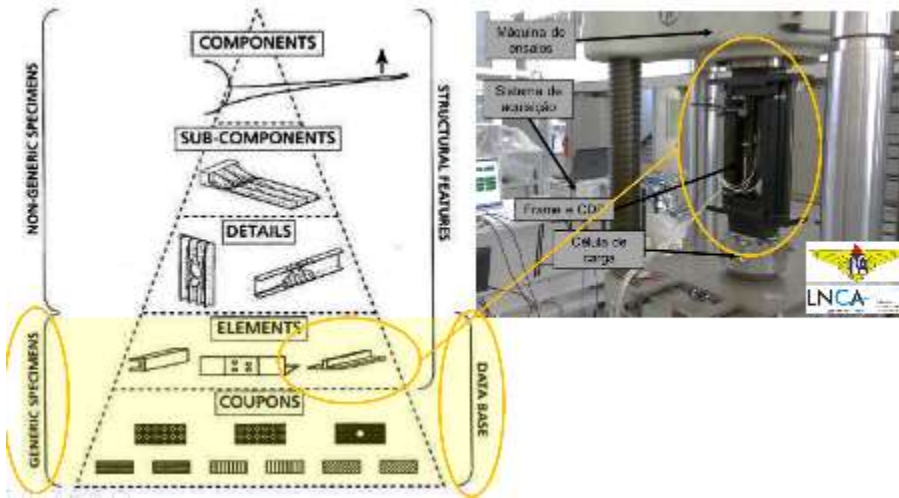 COMPONENTS
SUB-COMPONENTS
DETAILS
ELEMENTS
COUPONS
NON-GENERIC SPECIMENS
GENERIC SPECIMENS
STRUCTURAL FEATURES
DATA BASE
Máquina de
ensaios
Sistema de
aquisição
Frame e CDP
Célula de
carga
LNCA